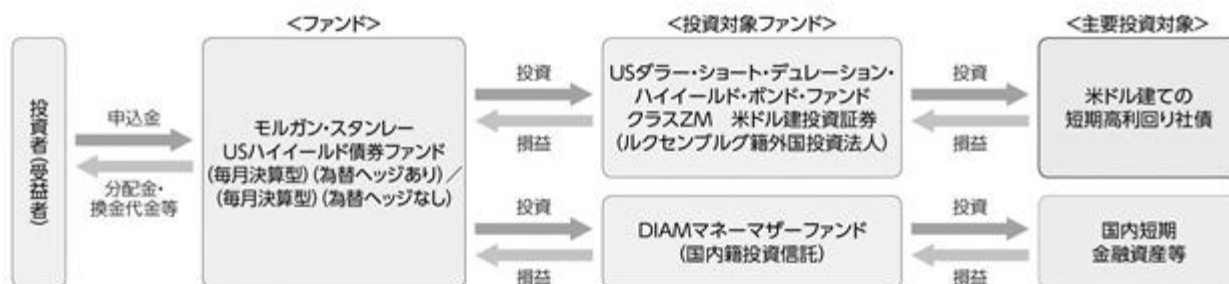 <ファンド>
<投資対象ファンド>
<主要投資対象>
投資者(受益者)
申込金
分配金・
換金代金等
モルガン・スタンレー
USハイイールド債券ファンド
(毎月決算型)(為替ヘッジあり)／
(毎月決算型)(為替ヘッジなし)
投資
損益
USダラー・ショート・デュレーション・
ハイイールド・ボンド・ファンド
クラスZM 米ドル建投資証券
(ルクセンブルグ籍外国投資法人)
投資
損益
米ドル建ての
短期高利回り社債
投資
損益
DIAMマネーマザーファンド
(国内籍投資信託)
投資
損益
国内短期
金融資産等